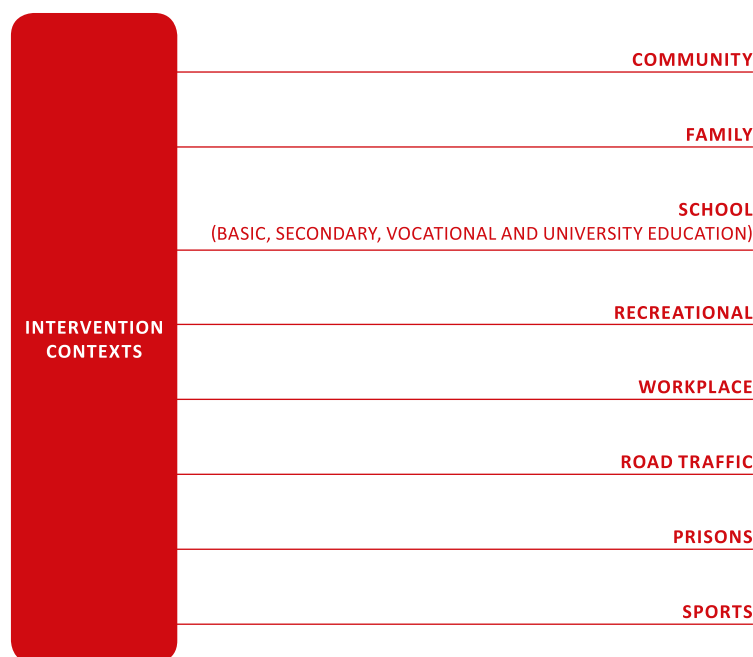 INTERVENTION
CONTEXTS
COMMUNITY
FAMILY
SCHOOL
(BASIC, SECONDARY, VOCATIONAL AND UNIVERSITY EDUCATION)
RECREATIONAL
WORKPLACE
ROAD TRAFFIC
PRISONS
SPORTS